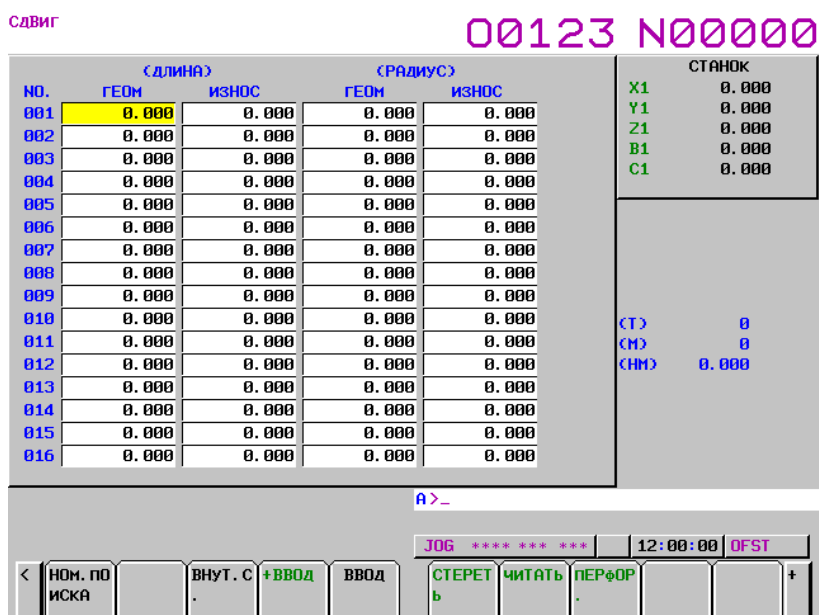 СдВиг
O0123 N00000
(длиНА) (РАдиуС)
NO. ГЕОМ изНОС ГЕОМ изНОС
001 0.000 0.000 0.000 0.000
002 0.000 0.000 0.000 0.000
003 0.000 0.000 0.000 0.000
004 0.000 0.000 0.000 0.000
005 0.000 0.000 0.000 0.000
006 0.000 0.000 0.000 0.000
007 0.000 0.000 0.000 0.000
008 0.000 0.000 0.000 0.000
009 0.000 0.000 0.000 0.000
010 0.000 0.000 0.000 0.000
011 0.000 0.000 0.000 0.000
012 0.000 0.000 0.000 0.000
013 0.000 0.000 0.000 0.000
014 0.000 0.000 0.000 0.000
015 0.000 0.000 0.000 0.000
016 0.000 0.000 0.000 0.000
СТАНОК
X1 0.000
Y1 0.000
Z1 0.000
B1 0.000
C1 0.000
(T) 0
(M) 0
(HM) 0.000
A>_
JOG **** *** *** 12:00:00 OFST
< НОМ.ПО ВНуТ.С +ВВОд ВВОд СТЕРЕТ чиТАТь ПЕРфОР +
иСКА . ь .